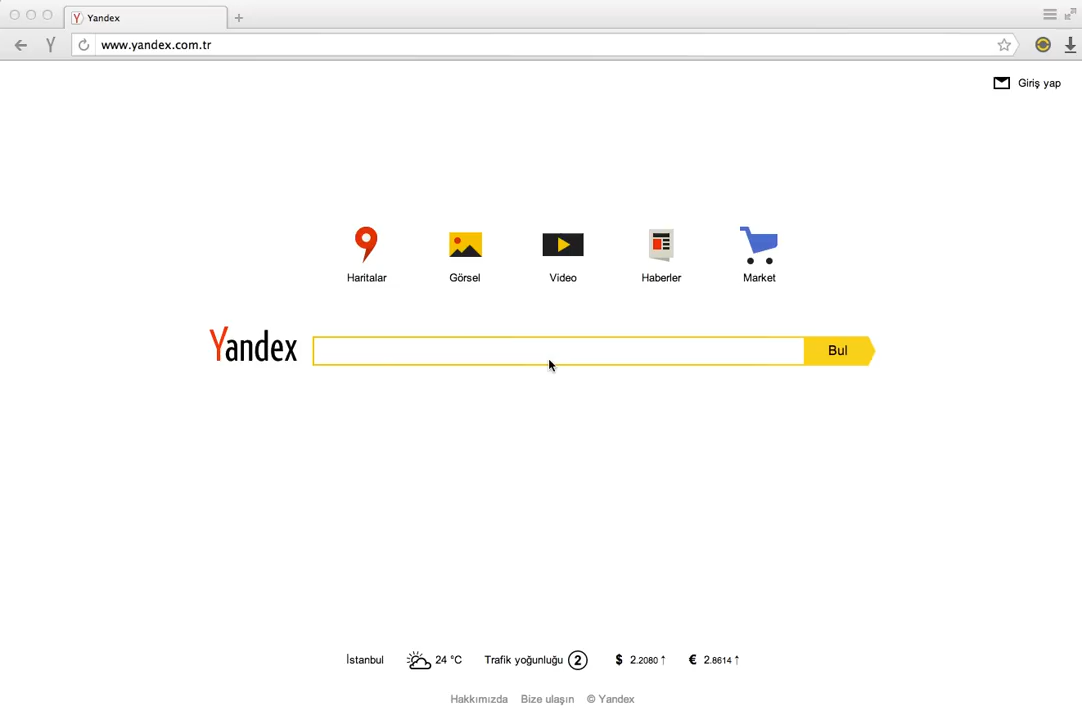 Yandex
www.yandex.com.tr
Giriş yap
Haritalar Görsel Video Haberler Market
Yandex Bul
İstanbul 24 °C Trafik yoğunluğu 2 $ 2.2080 ↑ € 2.8614 ↑
Hakkımızda Bize ulaşın © Yandex